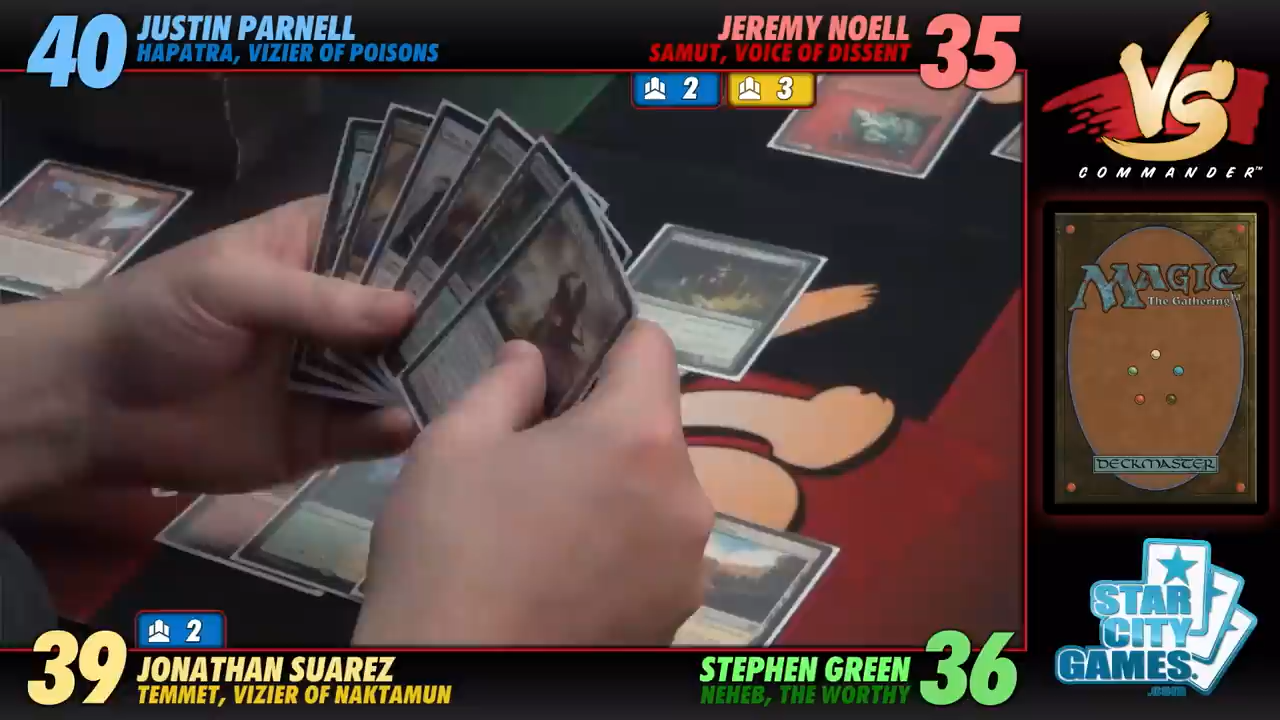 40
JUSTIN PARNELL
HAPATRA, VIZIER OF POISONS
JEREMY NOELL
SAMUT, VOICE OF DISSENT
35
2
3
VS
COMMANDER™
MAGIC
The Gathering
DECKMASTER
2
39
JONATHAN SUAREZ
TEMMET, VIZIER OF NAKTAMUN
STEPHEN GREEN
NEHEB, THE WORTHY
36
STAR
CITY
GAMES
.com